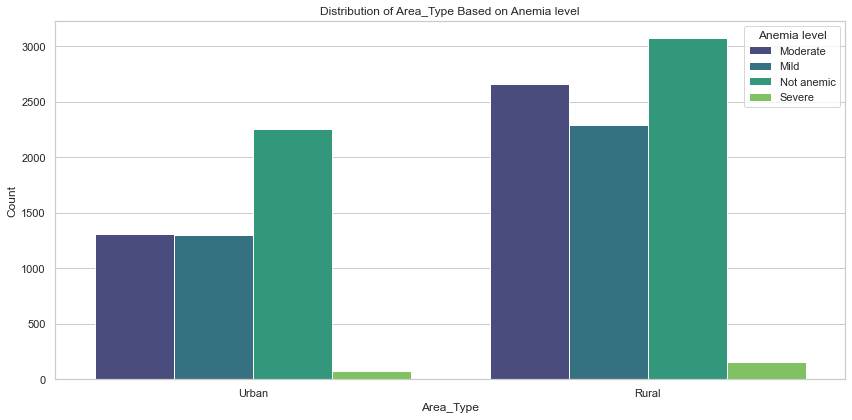 Distribution of Area_Type Based on Anemia level
Anemia level
Moderate
Mild
Not anemic
Severe
3000
2500
2000
1500
1000
500
0
Count
Urban
Rural
Area_Type